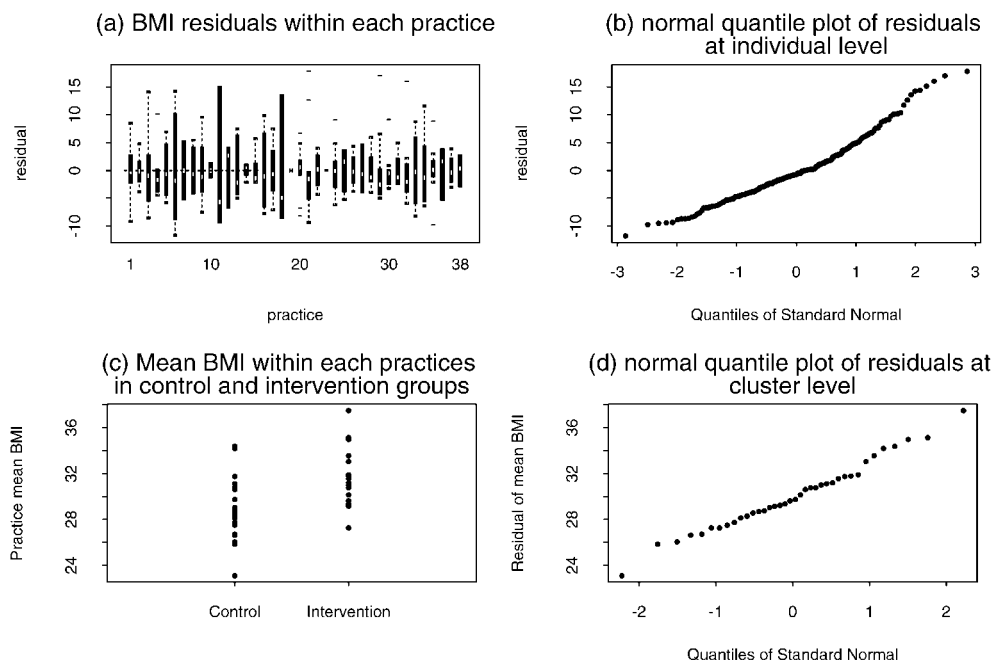 (a) BMI residuals within each practice
residual
15
10
5
0
-10
1
10
20
30
38
practice
(b) normal quantile plot of residuals
at individual level
residual
15
10
5
0
-10
-3
-2
-1
0
1
2
3
Quantiles of Standard Normal
(c) Mean BMI within each practices
in control and intervention groups
Practice mean BMI
36
32
28
24
Control
Intervention
(d) normal quantile plot of residuals at
cluster level
Residual of mean BMI
36
32
28
24
-2
-1
0
1
2
Quantiles of Standard Normal